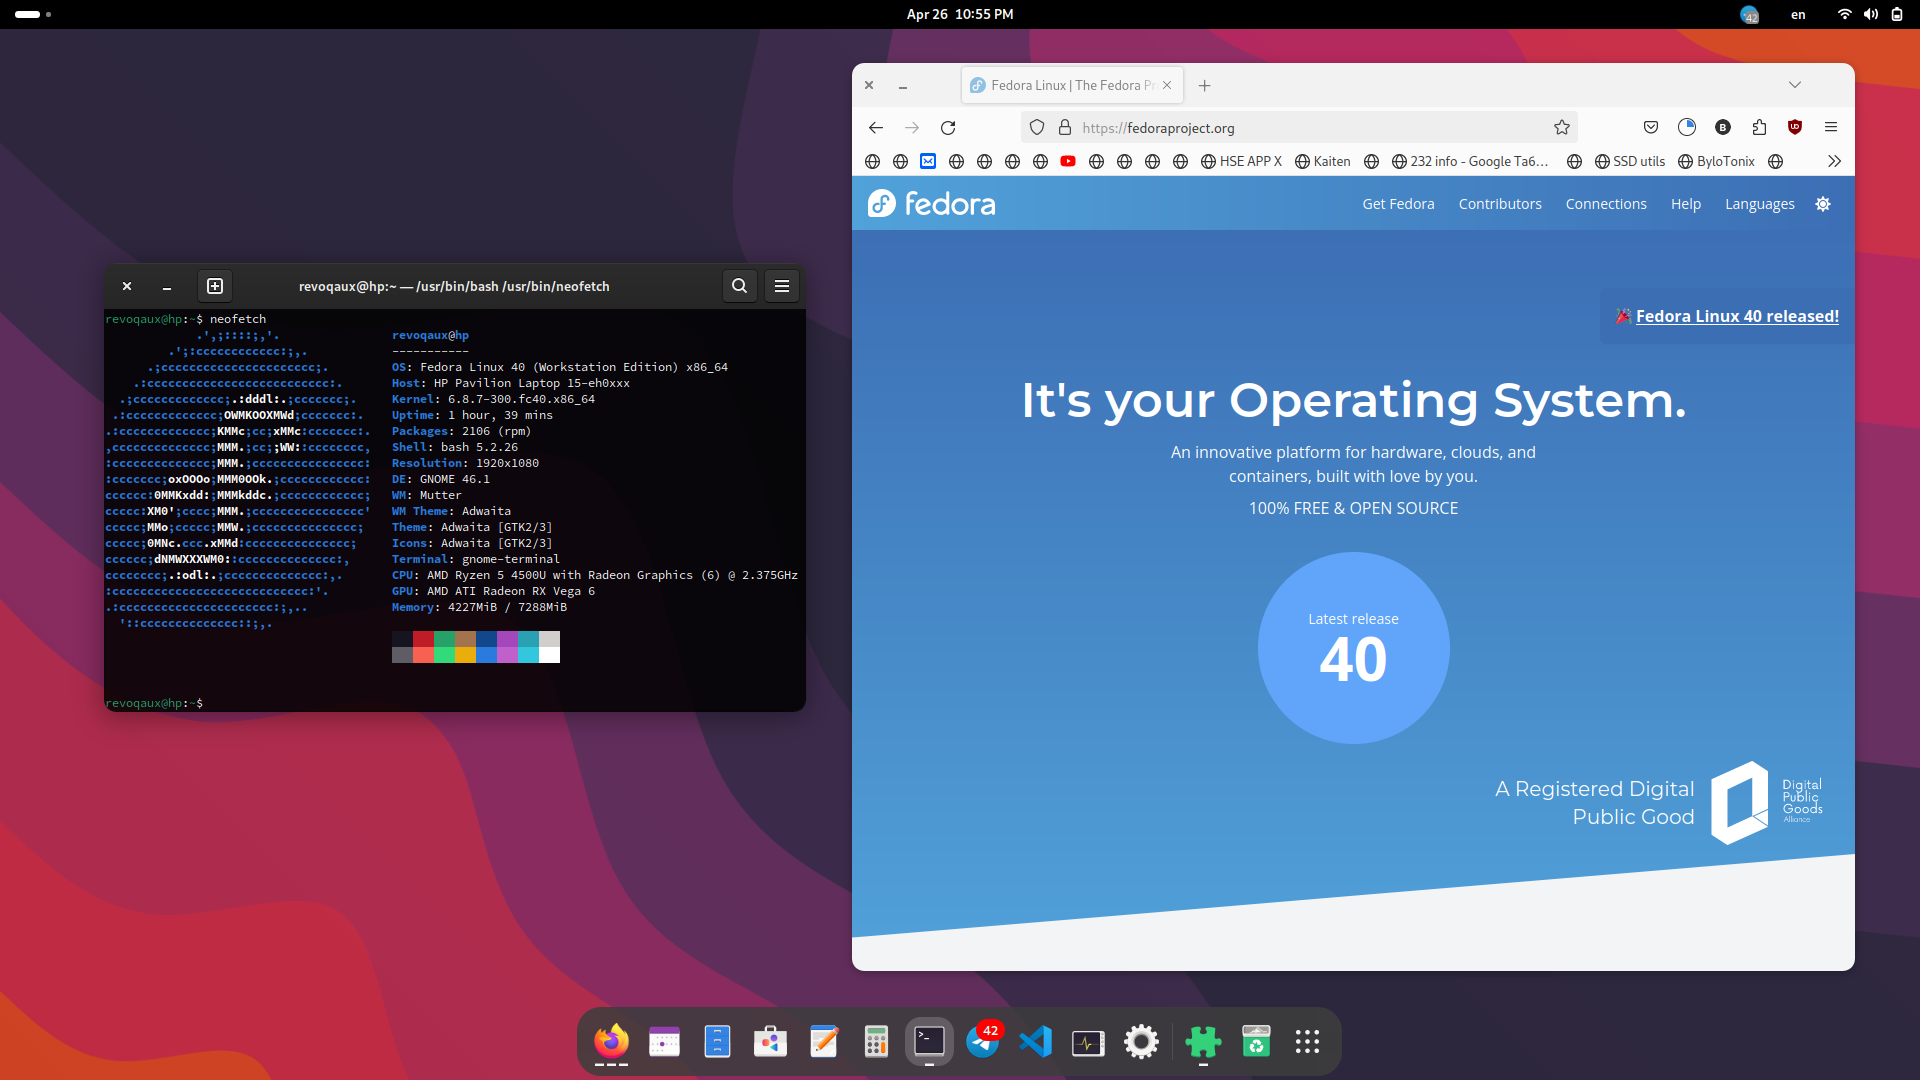 Apr 26 10:55 PM
42
en
revoqaux@hp:~ — /usr/bin/bash /usr/bin/neofetch
revoqaux@hp:~$ neofetch
.',;::::;,'.
revoqaux@hp
-----------
OS: Fedora Linux 40 (Workstation Edition) x86_64
Host: HP Pavilion Laptop 15-eh0xxx
Kernel: 6.8.7-300.fc40.x86_64
Uptime: 1 hour, 39 mins
Packages: 2106 (rpm)
Shell: bash 5.2.26
Resolution: 1920x1080
DE: GNOME 46.1
WM: Mutter
WM Theme: Adwaita
Theme: Adwaita [GTK2/3]
Icons: Adwaita [GTK2/3]
Terminal: gnome-terminal
CPU: AMD Ryzen 5 4500U with Radeon Graphics (6) @ 2.375GHz
GPU: AMD ATI Radeon RX Vega 6
Memory: 4227MiB / 7288MiB
revoqaux@hp:~$
Fedora Linux | The Fedora Pr
https://fedoraproject.org
HSE APP X Kaiten 232 info - Google Таб… SSD utils ByloTonix
fedora
Get Fedora Contributors Connections Help Languages
Fedora Linux 40 released!
It's your Operating System.
An innovative platform for hardware, clouds, and
containers, built with love by you.
100% FREE & OPEN SOURCE
Latest release
40
A Registered Digital
Public Good
Digital
Public
Goods
Alliance
42